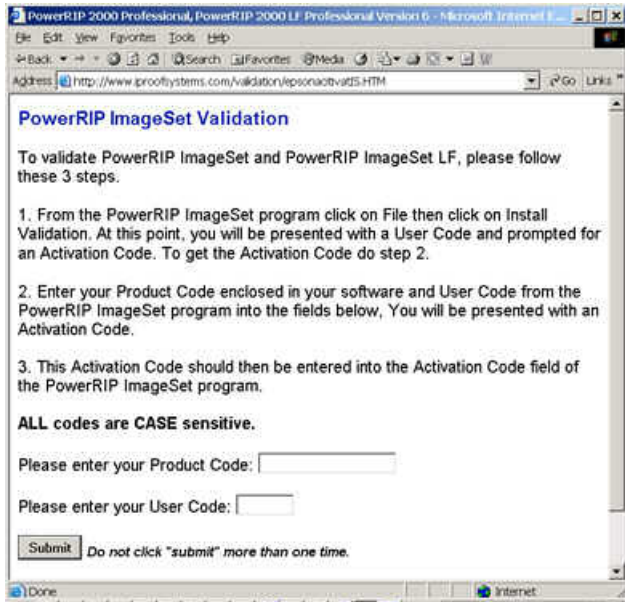 PowerRIP 2000 Professional, PowerRIP 2000 LF Professional Version 6 - Microsoft Internet E...
File Edit View Favorites Tools Help
Back Search Favorites Media
Address http://www.iproofsystems.com/validation/epsonactivatIS.HTM Go Links »
PowerRIP ImageSet Validation
To validate PowerRIP ImageSet and PowerRIP ImageSet LF, please follow
these 3 steps.
1. From the PowerRIP ImageSet program click on File then click on Install
Validation. At this point, you will be presented with a User Code and prompted for
an Activation Code. To get the Activation Code do step 2.
2. Enter your Product Code enclosed in your software and User Code from the
PowerRIP ImageSet program into the fields below, You will be presented with an
Activation Code.
3. This Activation Code should then be entered into the Activation Code field of
the PowerRIP ImageSet program.
ALL codes are CASE sensitive.
Please enter your Product Code:
Please enter your User Code:
Submit Do not click "submit" more than one time.
Done Internet